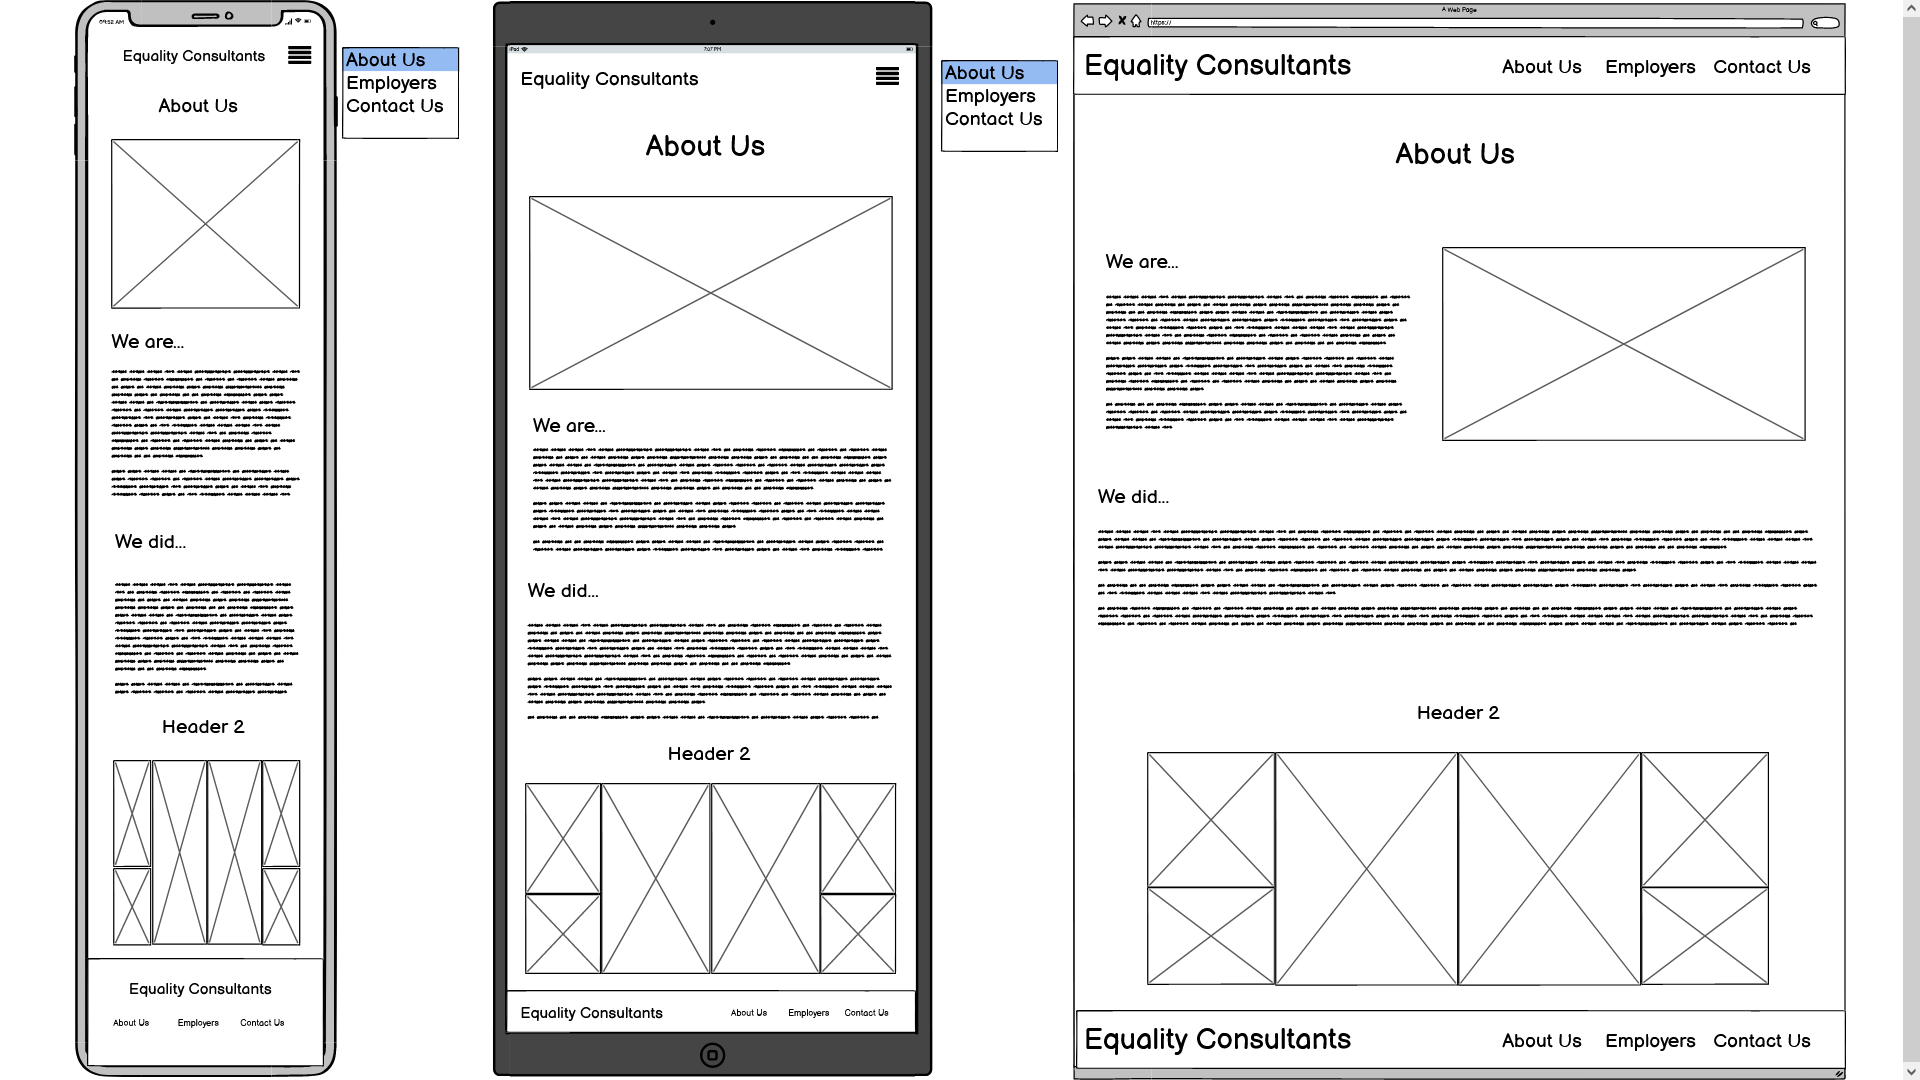 09:52 AM
Equality Consultants
About Us
We are...
We did...
Header 2
Equality Consultants
About Us Employers Contact Us
About Us
Employers
Contact Us
iPad
7:07 PM
Equality Consultants
About Us
We are...
We did...
Header 2
Equality Consultants
About Us Employers Contact Us
About Us
Employers
Contact Us
A Web Page
https://
Equality Consultants
About Us Employers Contact Us
About Us
We are...
We did...
Header 2
Equality Consultants
About Us Employers Contact Us